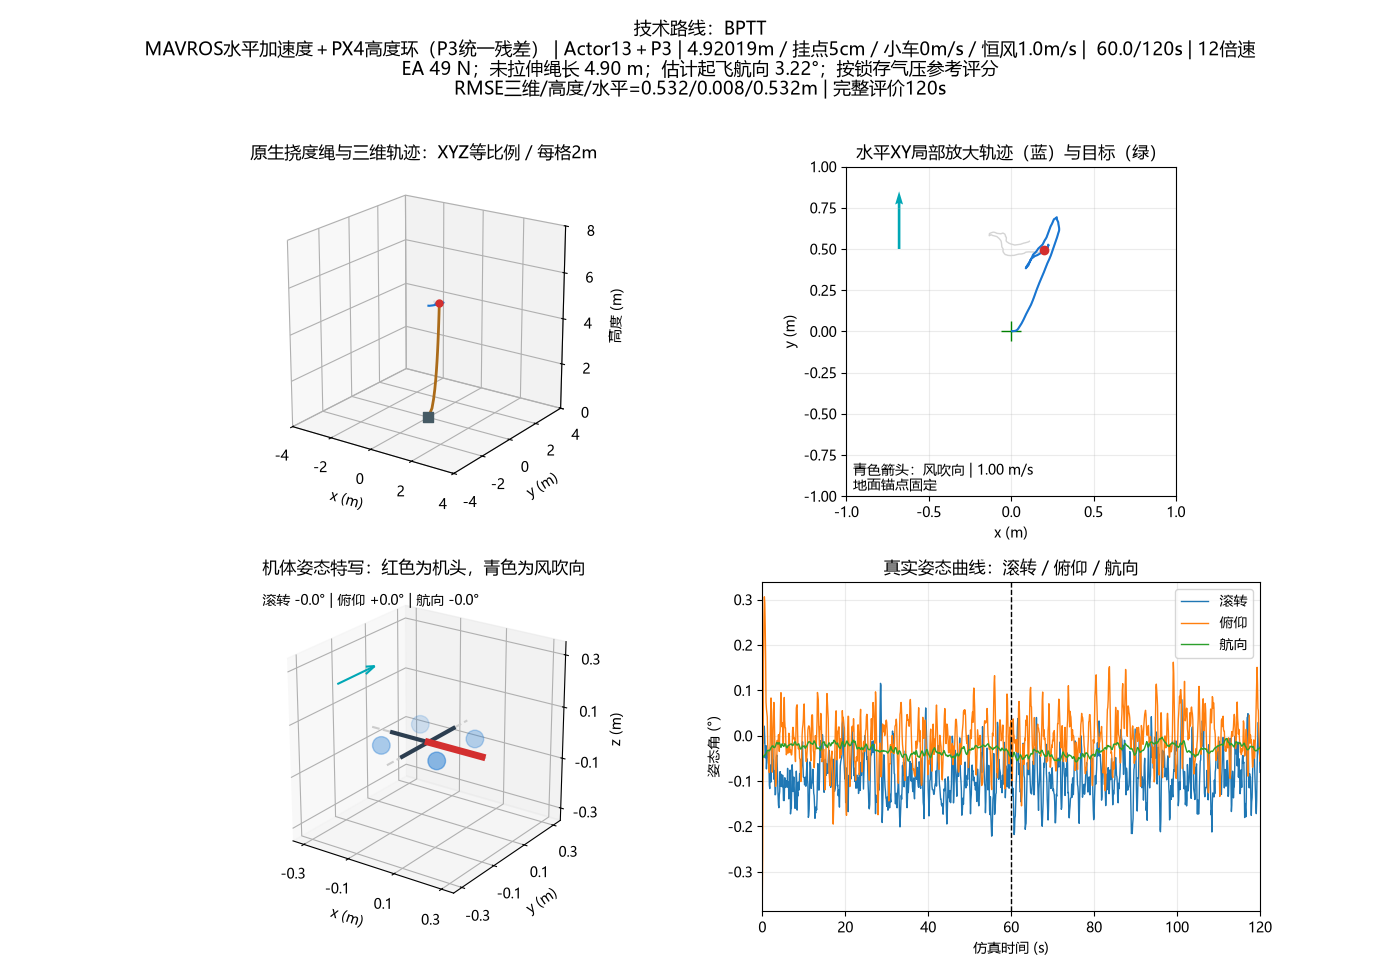 技术路线：BPTT
MAVROS水平加速度＋PX4高度环（P3统一残差） | Actor13＋P3 | 4.92019m / 挂点5cm / 小车0m/s / 恒风1.0m/s |  60.0/120s | 12倍速
EA 49 N；未拉伸绳长 4.90 m；估计起飞航向 3.22°；按锁存气压参考评分
RMSE三维/高度/水平=0.532/0.008/0.532m | 完整评价120s
原生挠度绳与三维轨迹：XYZ等比例 / 每格2m
8
6
4
2
0
高度 (m)
-4
-2
0
2
4
x (m)
-4
-2
0
2
4
y (m)
水平XY局部放大轨迹（蓝）与目标（绿）
1.00
0.75
0.50
0.25
0.00
-0.25
-0.50
-0.75
-1.00
y (m)
青色箭头：风吹向 | 1.00 m/s
地面锚点固定
-1.0
-0.5
0.0
0.5
1.0
x (m)
机体姿态特写：红色为机头，青色为风吹向
滚转 -0.0° | 俯仰 +0.0° | 航向 -0.0°
0.3
0.1
-0.1
-0.3
z (m)
-0.3
-0.1
0.1
0.3
x (m)
-0.3
-0.1
0.1
0.3
y (m)
真实姿态曲线：滚转 / 俯仰 / 航向
滚转
俯仰
航向
0.3
0.2
0.1
0.0
-0.1
-0.2
-0.3
姿态角 (°)
0
20
40
60
80
100
120
仿真时间 (s)